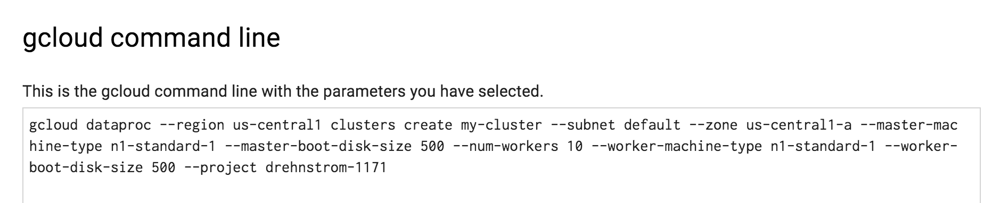 gcloud command line
This is the gcloud command line with the parameters you have selected.
gcloud dataproc --region us-central1 clusters create my-cluster --subnet default --zone us-central1-a --master-mac
hine-type n1-standard-1 --master-boot-disk-size 500 --num-workers 10 --worker-machine-type n1-standard-1 --worker-
boot-disk-size 500 --project drehnstrom-1171